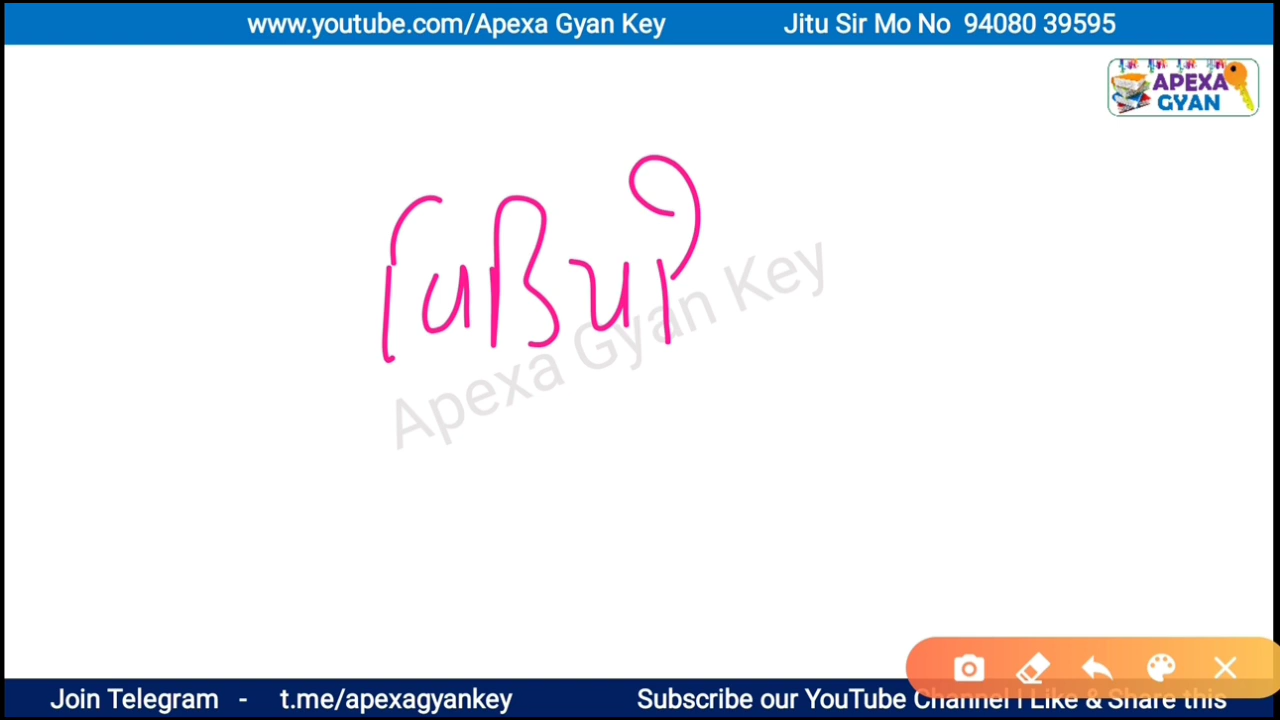 www.youtube.com/Apexa Gyan Key Jitu Sir Mo No 94080 39595
APEXA
GYAN
વિડિયો
Apexa Gyan Key
Join Telegram - t.me/apexagyankey Subscribe our YouTube Channel | Like & Share this